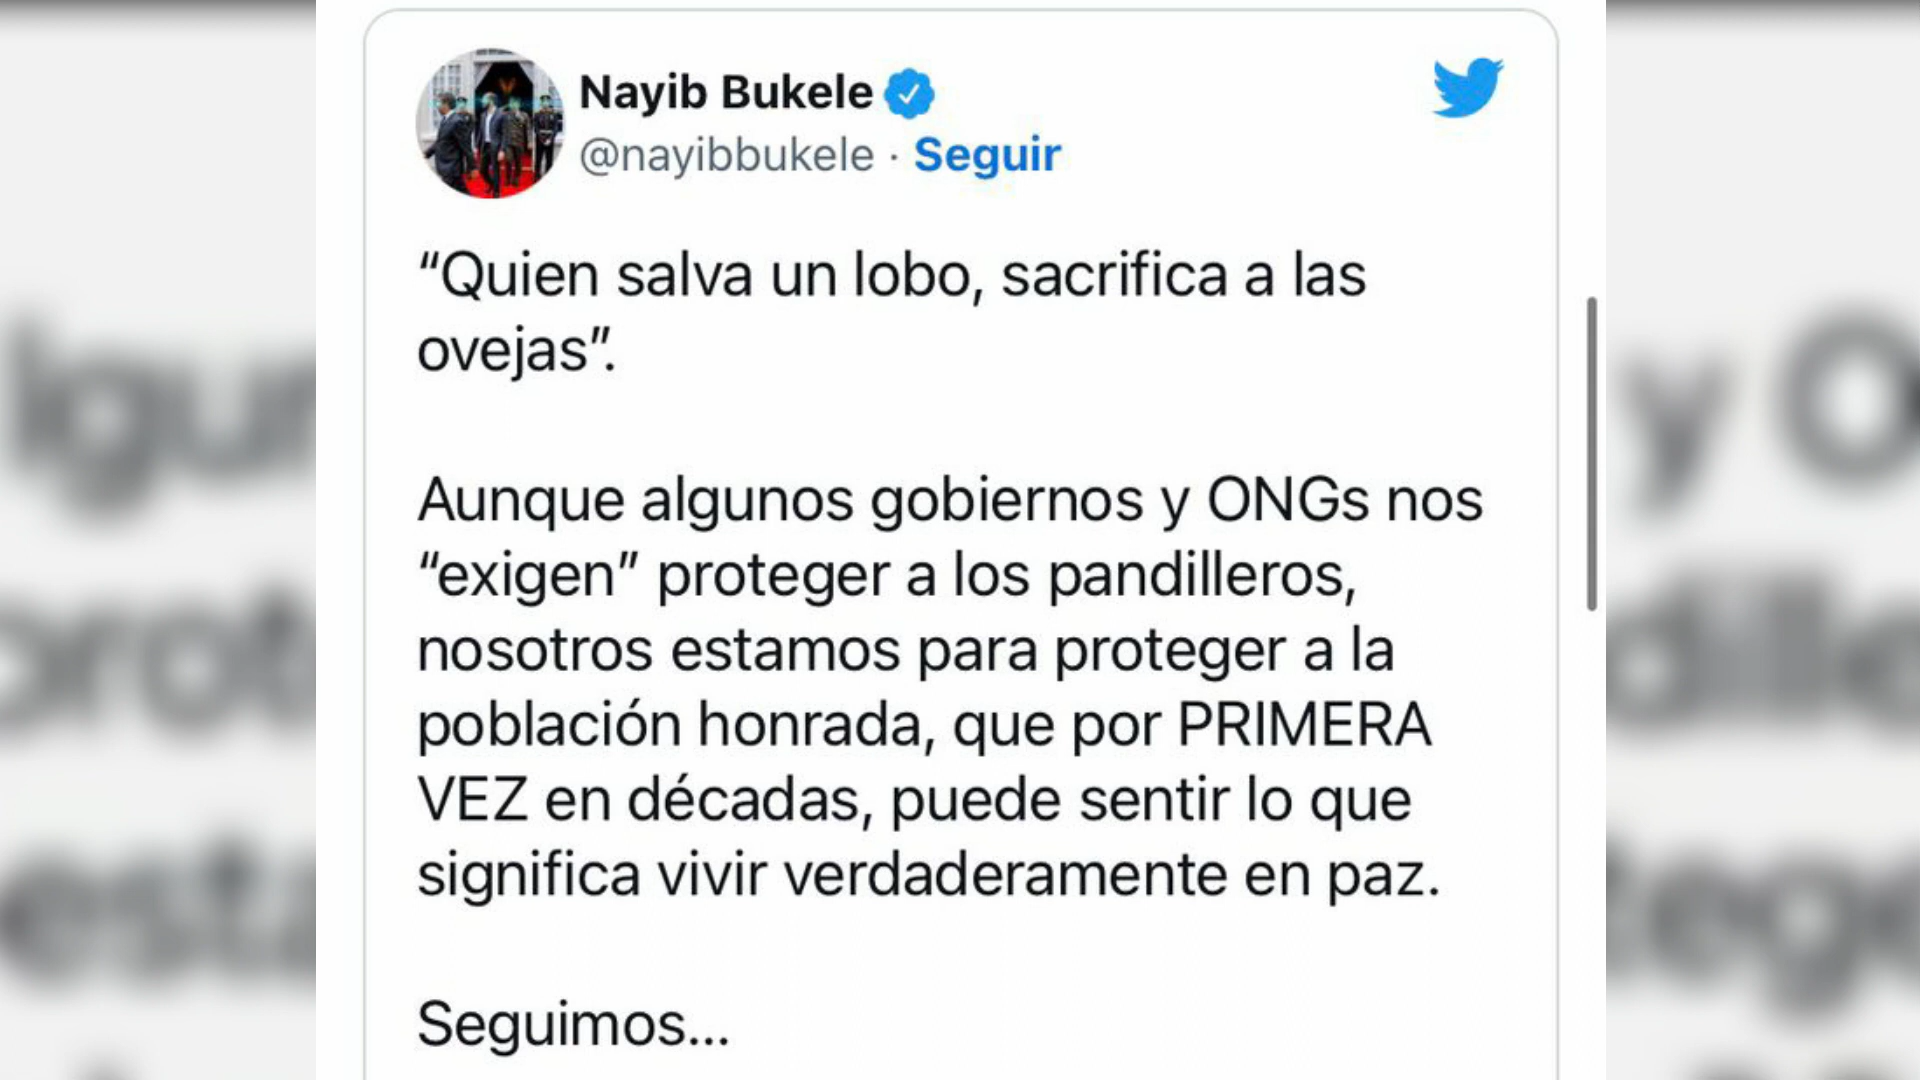 Nayib Bukele
@nayibbukele · Seguir
“Quien salva un lobo, sacrifica a las
ovejas”.
Aunque algunos gobiernos y ONGs nos
“exigen” proteger a los pandilleros,
nosotros estamos para proteger a la
población honrada, que por PRIMERA
VEZ en décadas, puede sentir lo que
significa vivir verdaderamente en paz.
Seguimos...